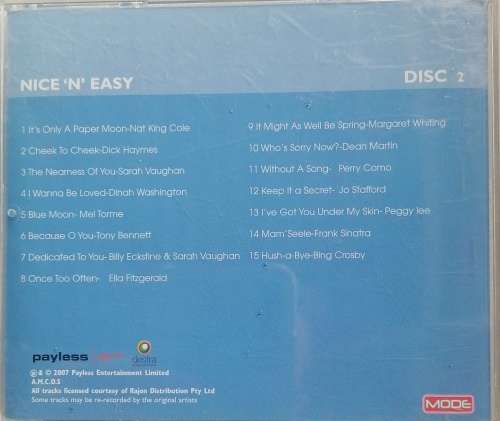 NICE 'N' EASY
DISC 2
1 It's Only A Paper Moon-Nat King Cole
2 Cheek To Cheek-Dick Haymes
3 The Nearness Of You-Sarah Vaughan
4 I Wanna Be Loved-Dinah Washington
5 Blue Moon- Mel Torme
6 Because O You-Tony Bennett
7 Dedicated To You-Billy Eckstine & Sarah Vaughan
8 Once Too Often- Ella Fitzgerald
9 It Might As Well Be Spring-Margaret Whiting
10 Who's Sorry Now?-Dean Martin
11 Without A Song- Perry Como
12 Keep It a Secret- Jo Stafford
13 I've Got You Under My Skin- Peggy lee
14 Mam'Seele-Frank Sinatra
15 Hush-a-Bye-Bing Crosby
payless
destra
℗& © 2007 Payless Entertainment Limited
A.M.C.O.S
All tracks licensed courtesy of Rajon Distribution Pty Ltd
Some tracks may be re-recorded by the original artists
MODE